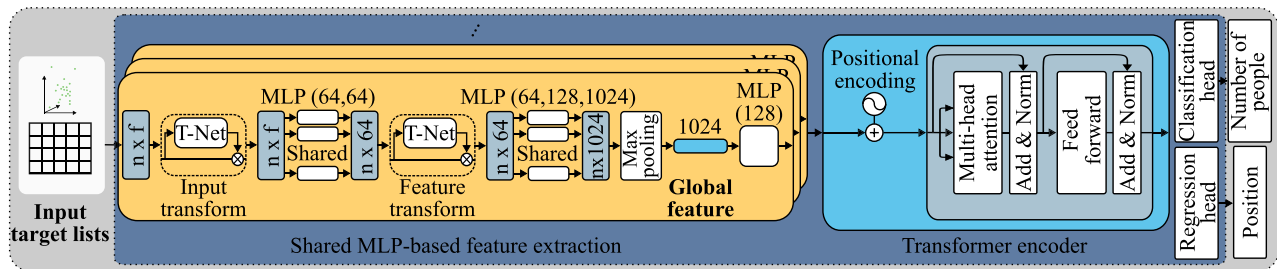 Input
target lists
n x f
T-Net
Input
transform
MLP (64,64)
n x f
Shared
n x 64
T-Net
Feature
transform
MLP (64,128,1024)
n x 64
Shared
nx1024
Max
pooling
1024
Global
feature
MLP
MLP
MLP
(128)
Shared MLP-based feature extraction
Positional
encoding
Multi-head
attention
Add & Norm
Feed
forward
Add & Norm
Transformer encoder
Classification
head
Number of
people
Regression
head
Position